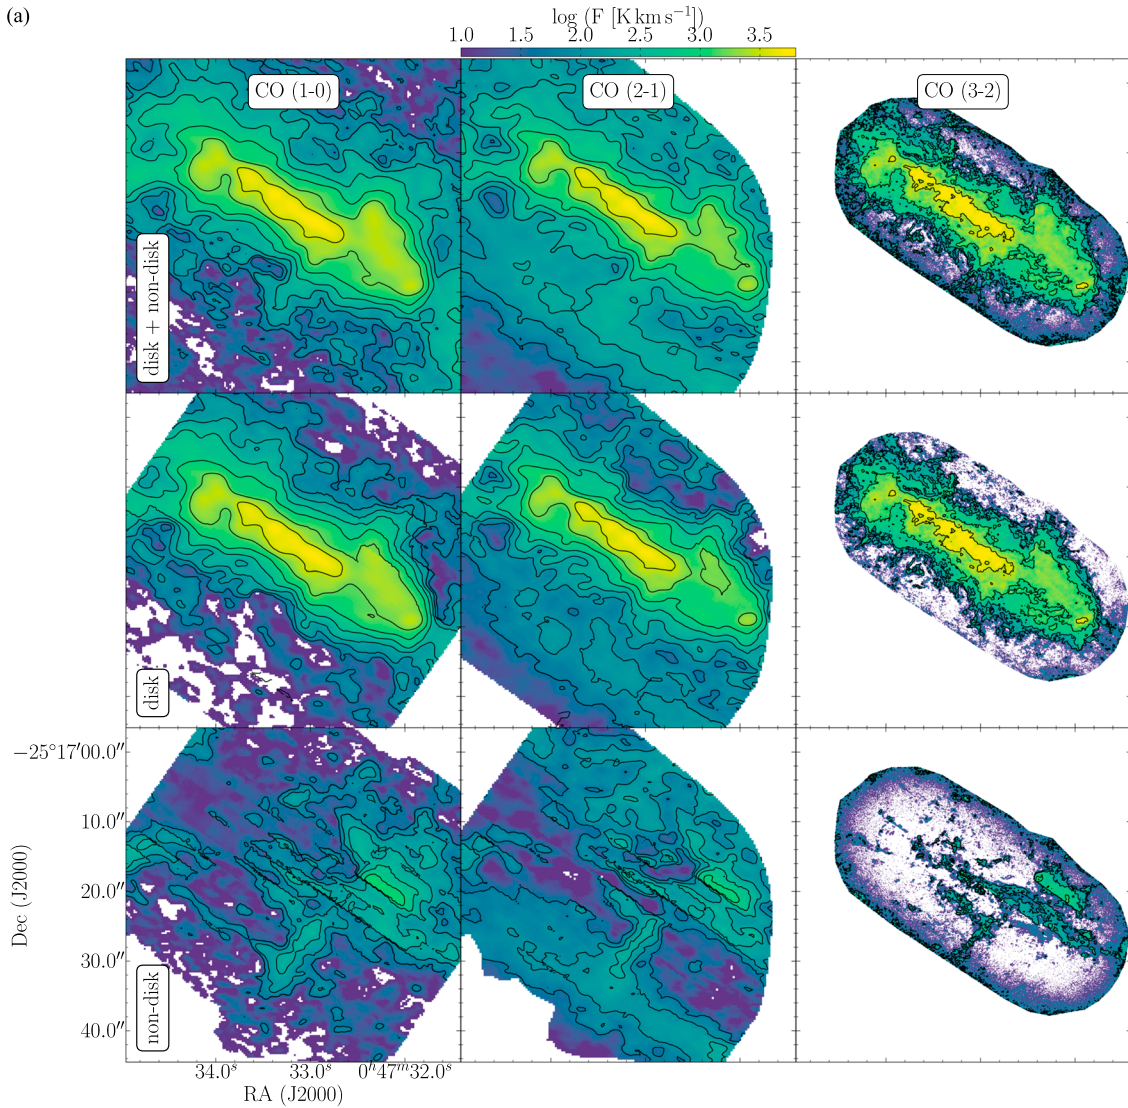 (a)
log (F [K km s⁻¹])
1.0 1.5 2.0 2.5 3.0 3.5
CO (1-0) CO (2-1) CO (3-2)
disk + non-disk
disk
non-disk
−25°17′00.0″
10.0″
20.0″
30.0″
40.0″
Dec (J2000)
34.0ˢ 33.0ˢ 0ʰ47ᵐ32.0ˢ
RA (J2000)